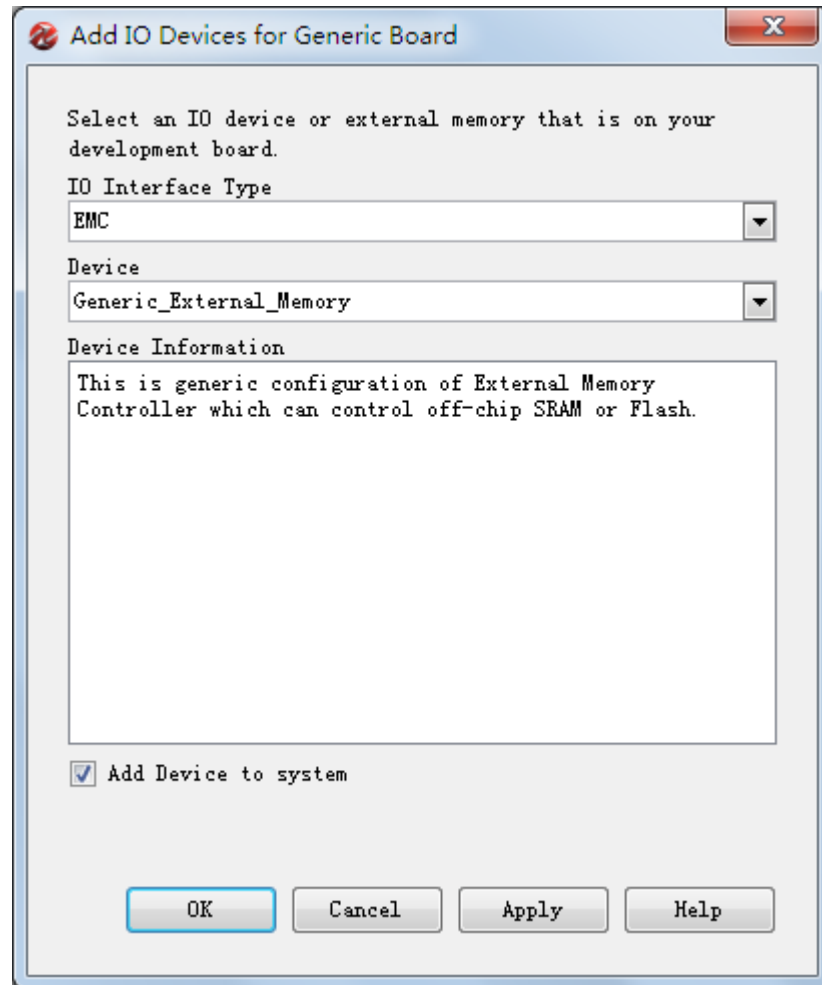 Add IO Devices for Generic Board
Select an IO device or external memory that is on your
development board.
IO Interface Type
EMC
Device
Generic_External_Memory
Device Information
This is generic configuration of External Memory
Controller which can control off-chip SRAM or Flash.
Add Device to system
OK Cancel Apply Help